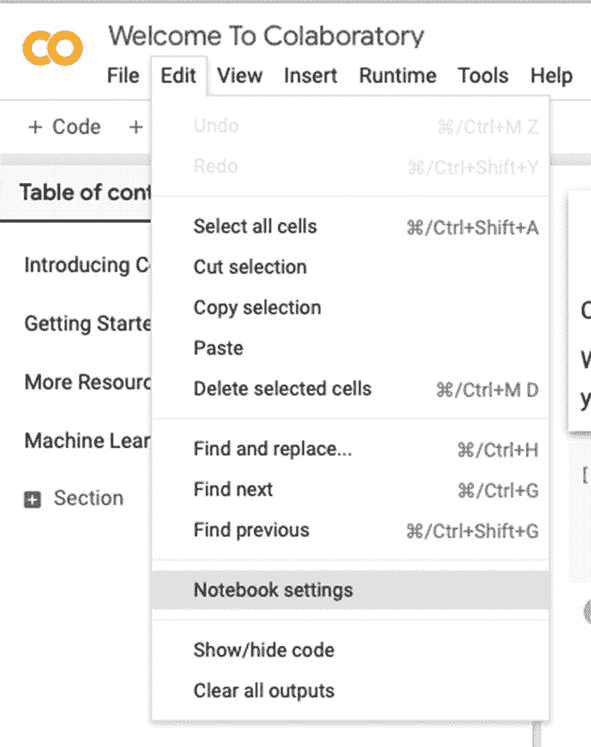 CO
Welcome To Colaboratory
File Edit View Insert Runtime Tools Help
+ Code +
Undo ⌘/Ctrl+M Z
Redo ⌘/Ctrl+Shift+Y
Table of cont
Select all cells ⌘/Ctrl+Shift+A
Introducing C
Cut selection
Copy selection
Getting Starte
Paste
More Resourc
Delete selected cells ⌘/Ctrl+M D
Machine Lear
Find and replace... ⌘/Ctrl+H
Find next ⌘/Ctrl+G
Section
Find previous ⌘/Ctrl+Shift+G
Notebook settings
Show/hide code
Clear all outputs